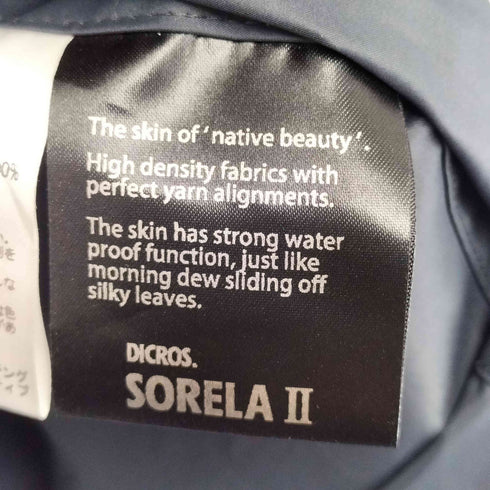 The skin of 'native beauty'.
High density fabrics with
perfect yarn alignments.
The skin has strong water
proof function, just like
morning dew sliding off
silky leaves.
DICROS.
SORELA II